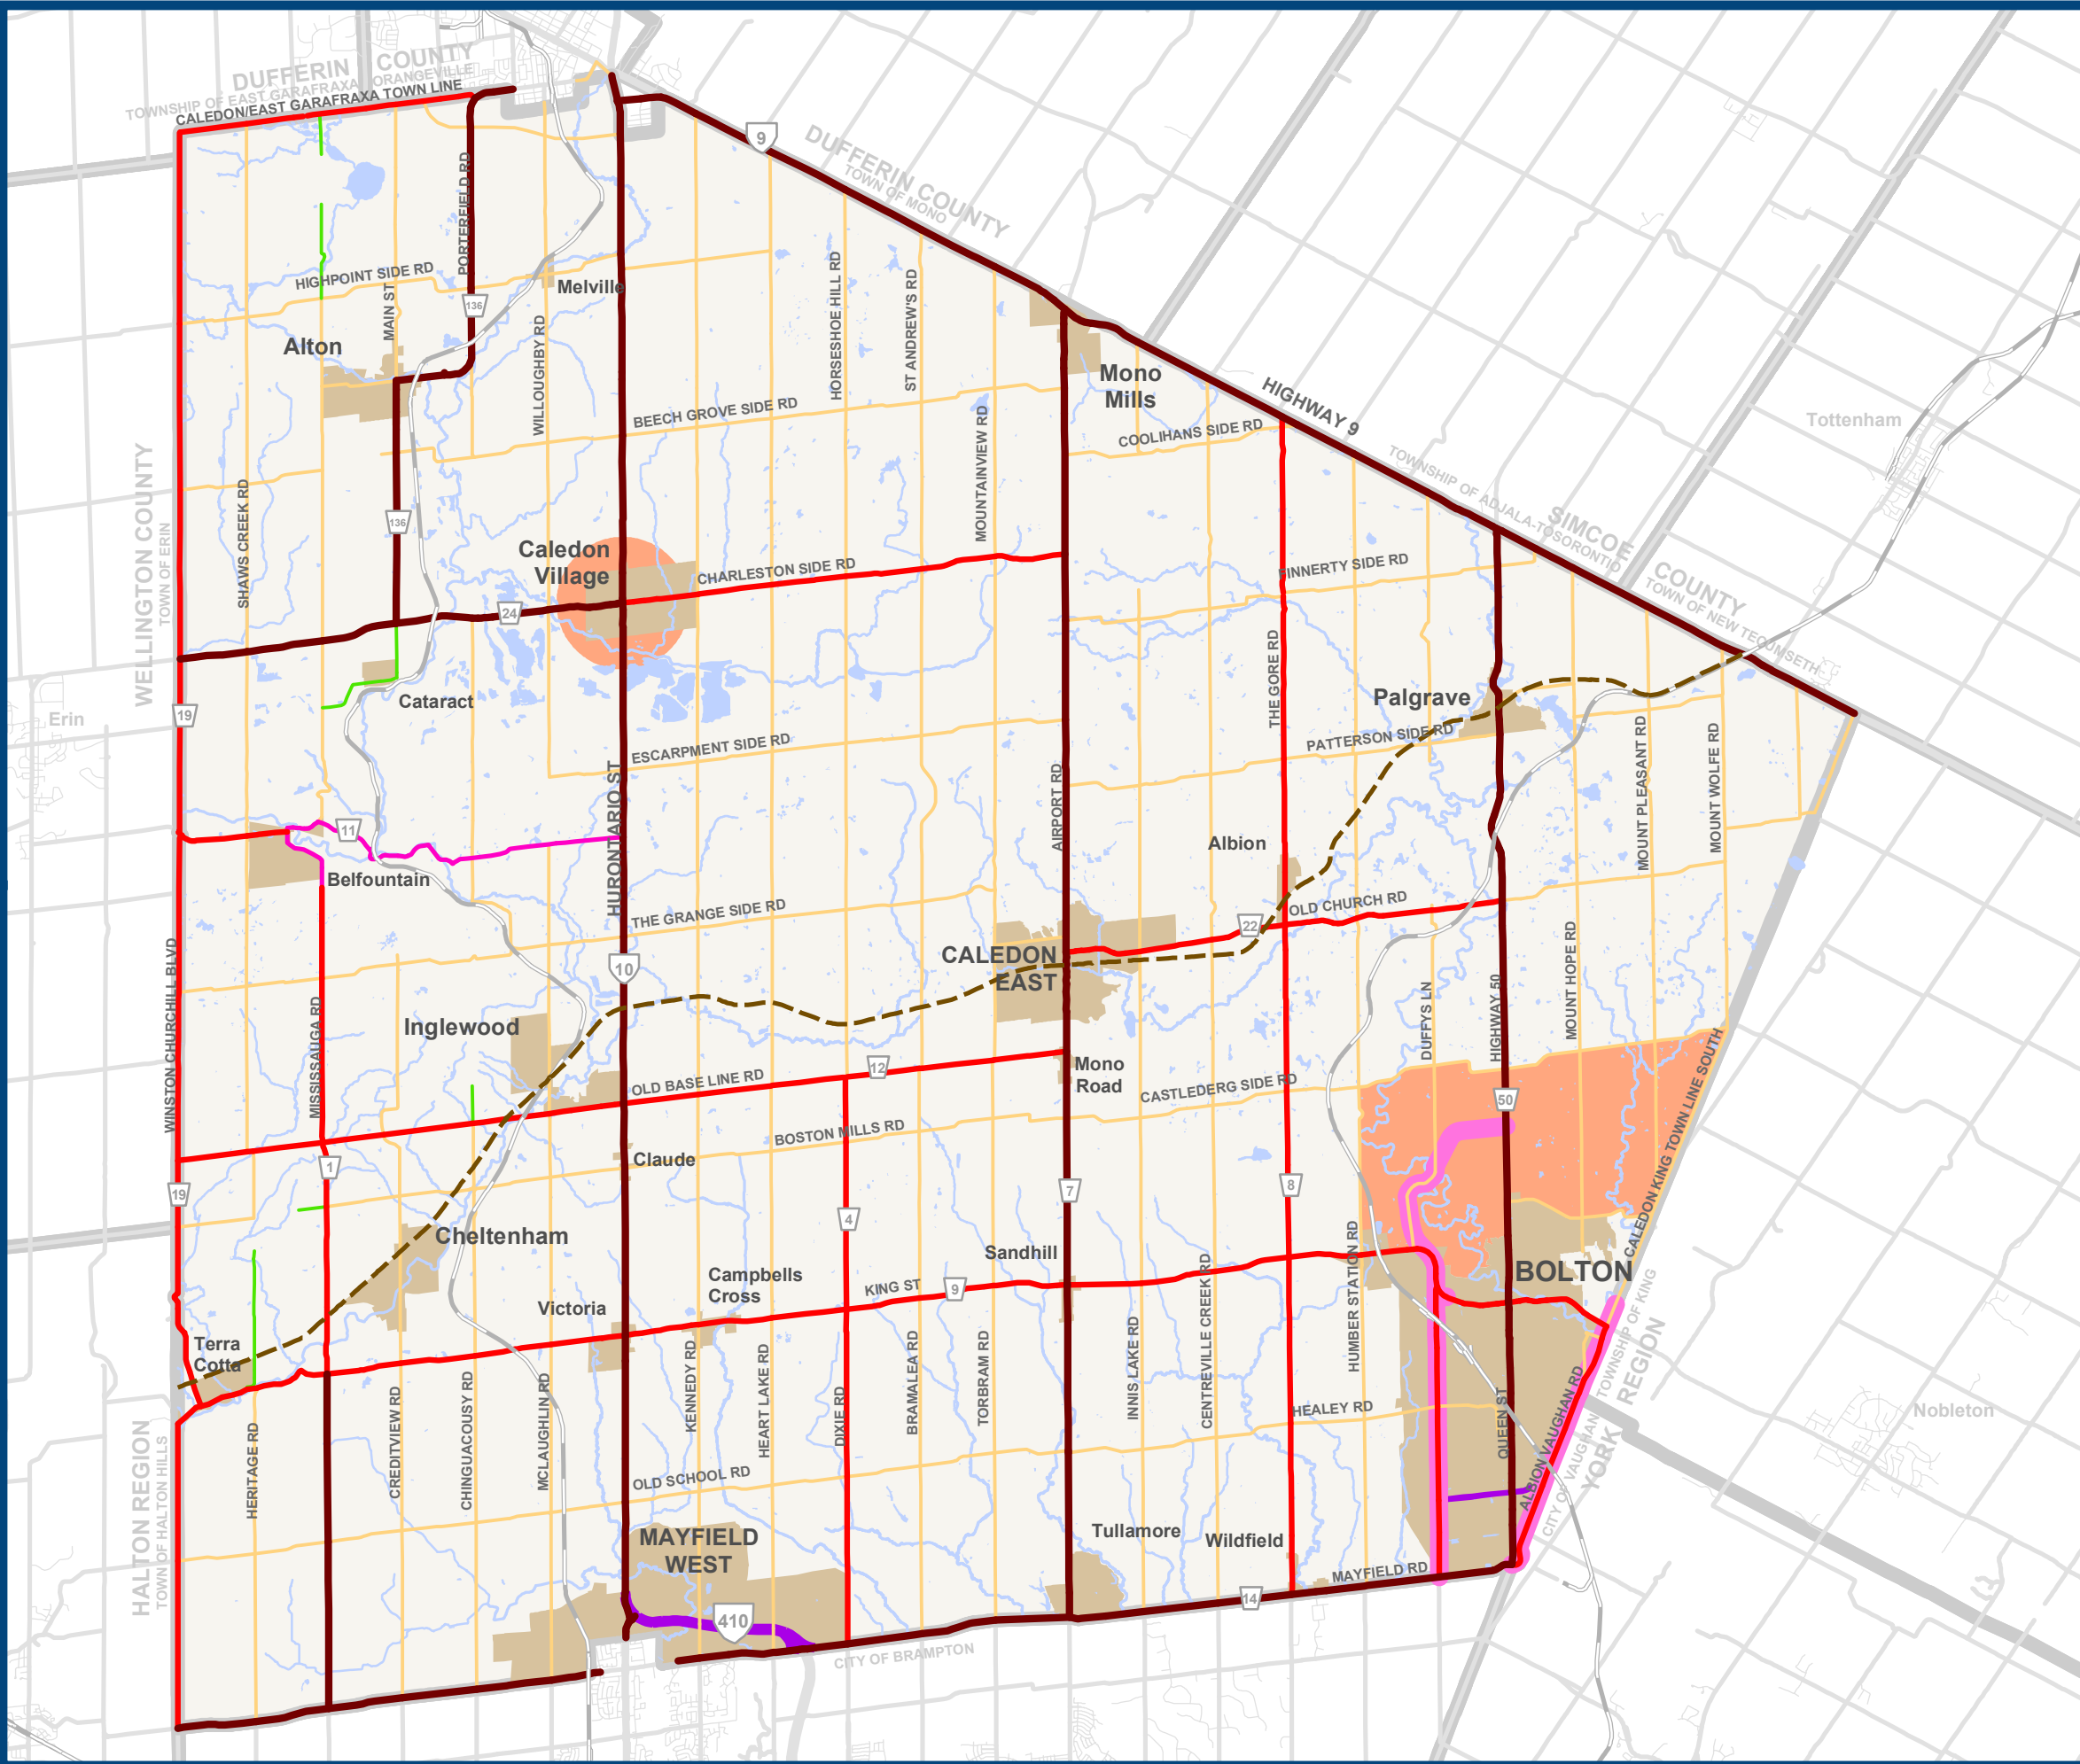 DUFFERIN COUNTY
TOWNSHIP OF EAST GARAFRAXA
ORANGEVILLE
CALEDON/EAST GARAFRAXA TOWN LINE
9
DUFFERIN COUNTY
TOWN OF MONO
PORTERFIELD RD
HIGHPOINT SIDE RD
MAIN ST
136
Melville
Alton
WILLOUGHBY RD
HORSESHOE HILL RD
ST ANDREW'S RD
BEECH GROVE SIDE RD
MOUNTAINVIEW RD
Mono
Mills
COOLIHANS SIDE RD
HIGHWAY 9
TOWNSHIP OF ADJALA-TOSORONTIO
SIMCOE
COUNTY
TOWN OF NEW TECUMSETH
Tottenham
WELLINGTON COUNTY
TOWN OF ERIN
SHAWS CREEK RD
136
Caledon
Village
24
CHARLESTON SIDE RD
FINNERTY SIDE RD
THE GORE RD
Palgrave
PATTERSON SIDE RD
MOUNT PLEASANT RD
MOUNT WOLFE RD
Erin
19
Cataract
ESCARPMENT SIDE RD
HURONTARIO ST
AIRPORT RD
11
Belfountain
Albion
OLD CHURCH RD
22
THE GRANGE SIDE RD
CALEDON
EAST
10
WINSTON CHURCHILL BLVD
MISSISSAUGA RD
Inglewood
DUFFYS LN
HIGHWAY 50
MOUNT HOPE RD
OLD BASE LINE RD
12
Mono
Road
CASTLEDERG SIDE RD
50
CALEDON KING TOWN LINE SOUTH
BOSTON MILLS RD
Claude
1
19
7
8
4
Cheltenham
Sandhill
CENTREVILLE CREEK RD
HUMBER STATION RD
BOLTON
Campbells
Cross
KING ST
9
Victoria
Terra
Cotta
TOWNSHIP OF KING
YORK REGION
CITY OF VAUGHAN
HERITAGE RD
CREDITVIEW RD
CHINGUACOUSY RD
MCLAUGHLIN RD
KENNEDY RD
HEART LAKE RD
DIXIE RD
BRAMALEA RD
TORBRAM RD
INNIS LAKE RD
HEALEY RD
QUEEN ST
ALBION VAUGHAN RD
Nobleton
HALTON REGION
TOWN OF HALTON HILLS
OLD SCHOOL RD
MAYFIELD
WEST
Tullamore
Wildfield
MAYFIELD RD
14
410
CITY OF BRAMPTON